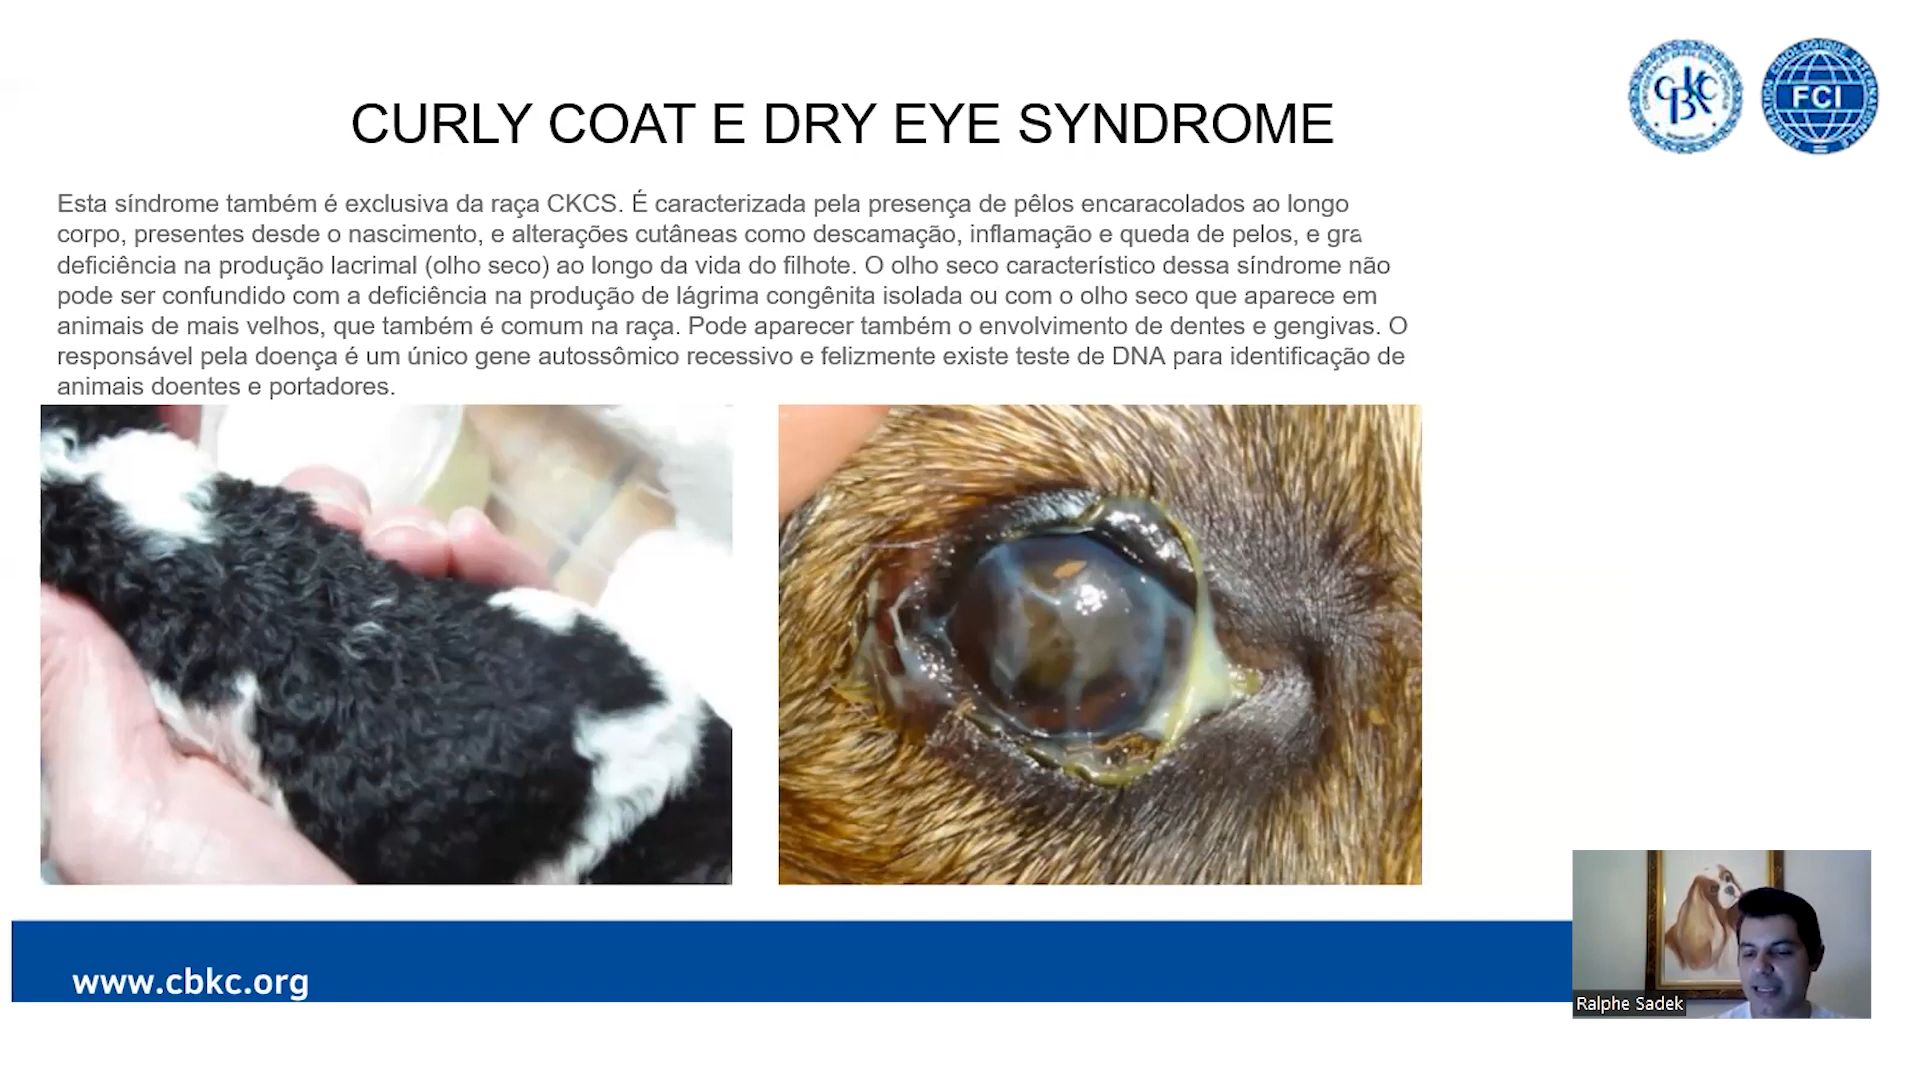 CURLY COAT E DRY EYE SYNDROME
Esta síndrome também é exclusiva da raça CKCS. É caracterizada pela presença de pêlos encaracolados ao longo
corpo, presentes desde o nascimento, e alterações cutâneas como descamação, inflamação e queda de pelos, e
deficiência na produção lacrimal (olho seco) ao longo da vida do filhote. O olho seco característico dessa síndrome não
pode ser confundido com a deficiência na produção de lágrima congênita isolada ou com o olho seco que aparece em
animais de mais velhos, que também é comum na raça. Pode aparecer também o envolvimento de dentes e gengivas. O
responsável pela doença é um único gene autossômico recessivo e felizmente existe teste de DNA para identificação de
animais doentes e portadores.
CBKC
FCI
FEDERATION CYNOLOGIQUE INTERNATIONALE
www.cbkc.org
Ralphe Sadek